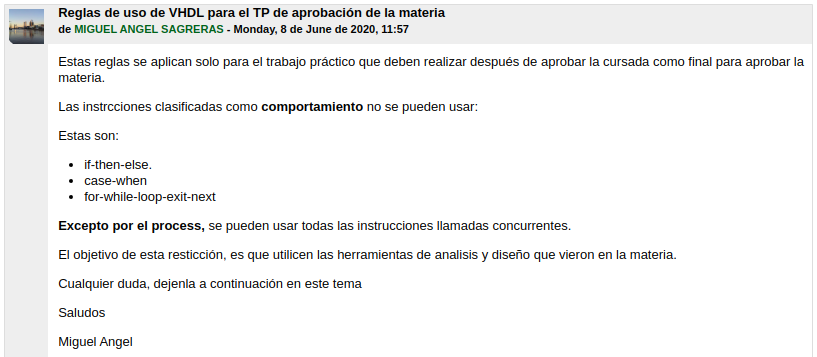 Reglas de uso de VHDL para el TP de aprobación de la materia
de MIGUEL ANGEL SAGRERAS - Monday, 8 de June de 2020, 11:57
Estas reglas se aplican solo para el trabajo práctico que deben realizar después de aprobar la cursada como final para aprobar la
materia.
Las instrcciones clasificadas como comportamiento no se pueden usar:
Estas son:
if-then-else.
case-when
for-while-loop-exit-next
Excepto por el process, se pueden usar todas las instrucciones llamadas concurrentes.
El objetivo de esta resticción, es que utilicen las herramientas de analisis y diseño que vieron en la materia.
Cualquier duda, dejenla a continuación en este tema
Saludos
Miguel Angel